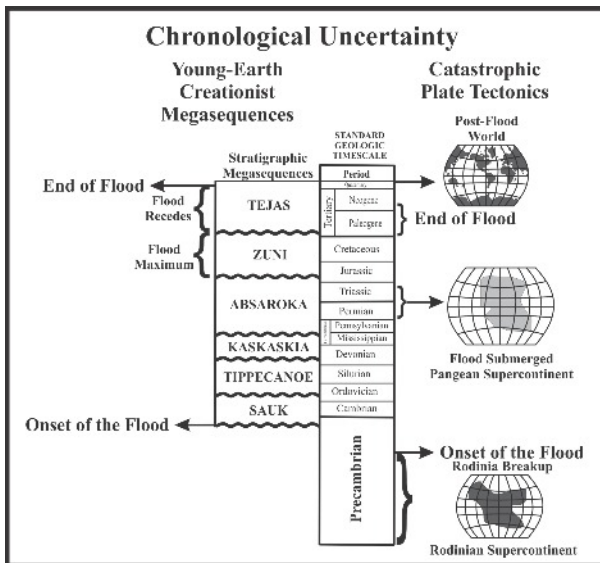 Chronological Uncertainty
Young-Earth
Creationist
Megasequences
Catastrophic
Plate Tectonics
Stratigraphic
Megasequences
STANDARD
GEOLOGIC
TIMESCALE
Post-Flood
World
Period
End of Flood
Quaternary
Flood
Recedes
TEJAS
Tertiary
Neogene
Paleogene
End of Flood
Flood
Maximum
ZUNI
Cretaceous
Jurassic
ABSAROKA
Triassic
Permian
Pennsylvanian
KASKASKIA
Mississippian
Devonian
Flood Submerged
Pangean Supercontinent
TIPPECANOE
Silurian
Ordovician
SAUK
Cambrian
Onset of the Flood
Precambrian
Onset of the Flood
Rodinia Breakup
Rodinian Supercontinent